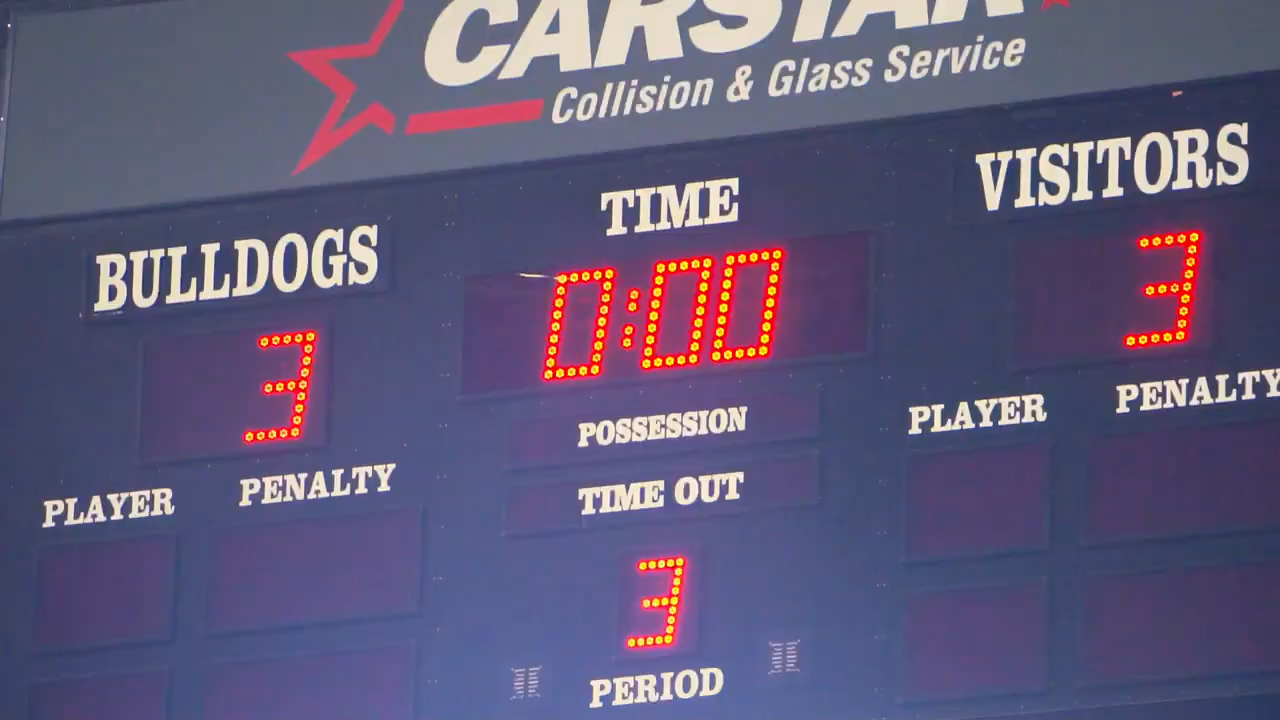 CARSTAR
Collision & Glass Service
BULLDOGS
TIME
VISITORS
3
0:00
3
POSSESSION
PLAYER PENALTY
TIME OUT
PLAYER PENALTY
3
PERIOD